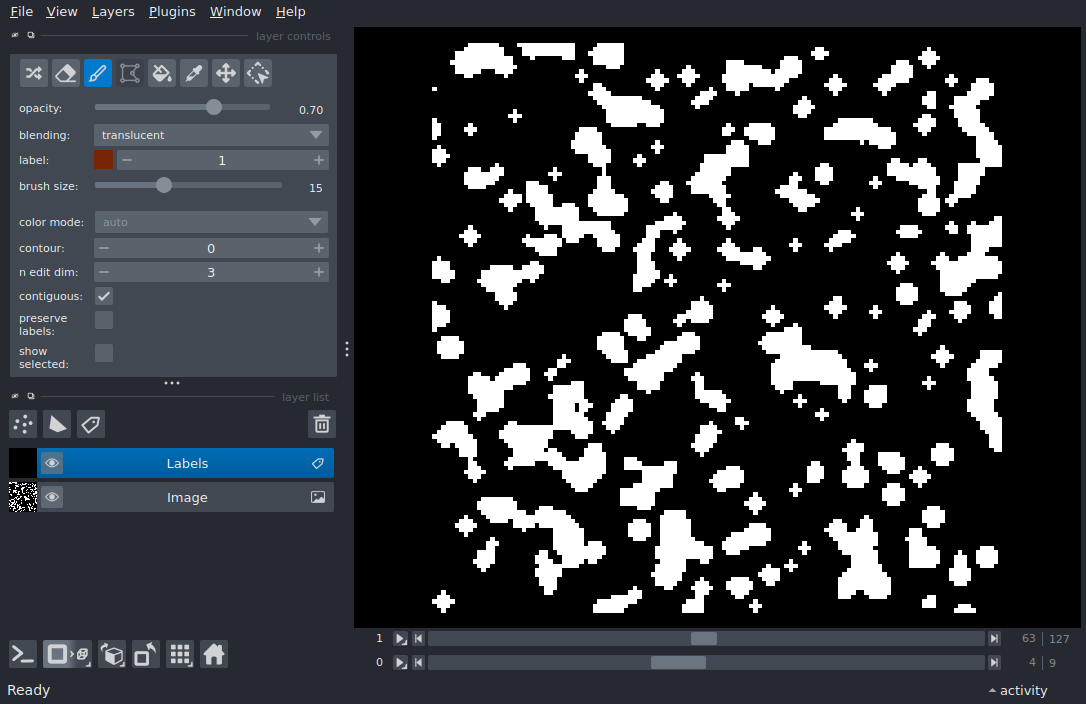 File View Layers Plugins Window Help
layer controls
opacity: 0.70
blending: translucent
label: 1
brush size: 15
color mode: auto
contour: 0
n edit dim: 3
contiguous:
preserve
labels:
show
selected:
layer list
Labels
Image
1 63 127
0 4 9
Ready activity